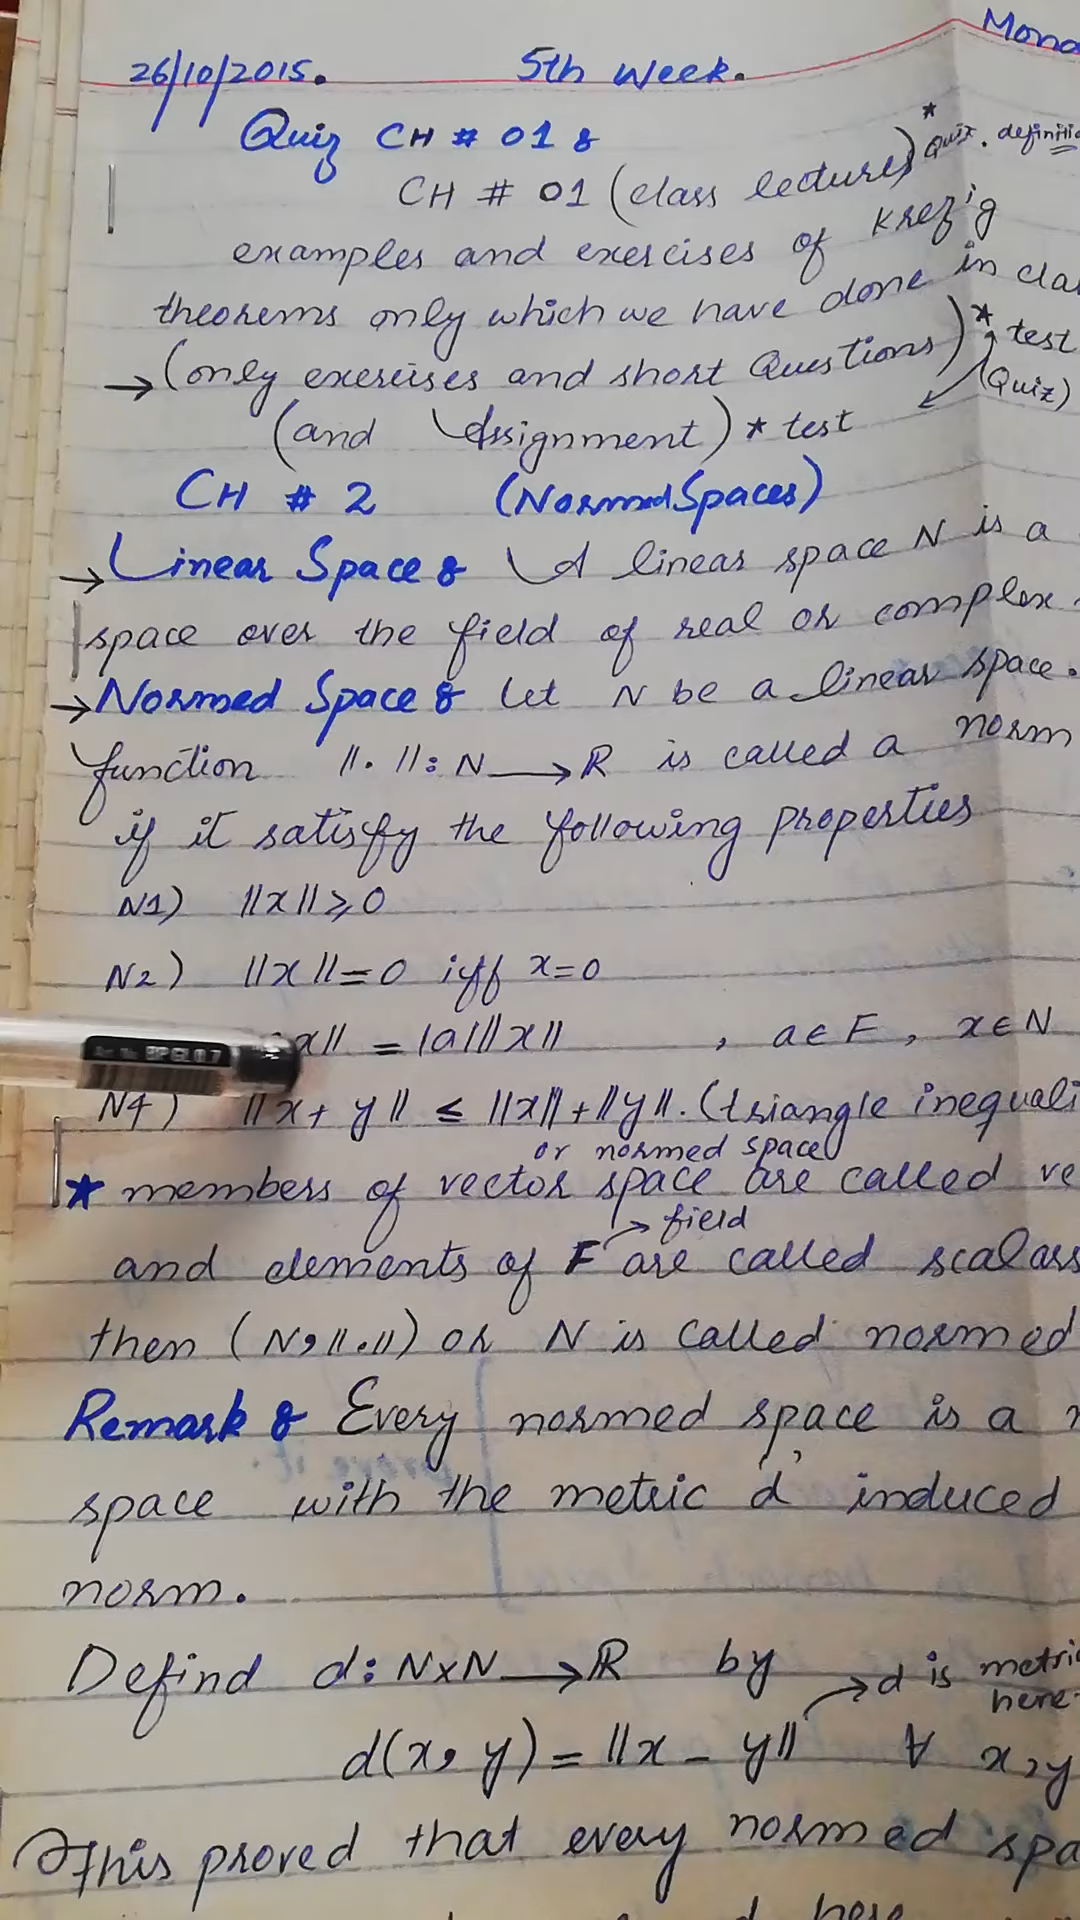 Mond
26/10/2015. 5th Week.
Quiz CH # 01 :
* Quiz. definitio
CH # 01 (class lectures)
examples and exercises of Krezig
theorems only which we have done in clas
→ (only exercises and short Questions) * test
(Quiz)
(and Assignment) * test
CH # 2 (Normed Spaces)
→ Linear Space : A linear space N is a
space over the field of real or complex
→ Normed Space : Let N be a linear space.
function ||.|| : N → R is called a norm
if it satisfy the following properties
N1) ||x|| ≥ 0
N2) ||x|| = 0 iff x=0
x|| = |a| ||x|| , a∈F , x∈N
N4) ||x + y|| ≤ ||x|| + ||y||. (triangle inequali
or normed space
* members of vector space are called ve
→ field
and elements of F are called scalars
then (N, ||.||) or N is called normed
Remark : Every normed space is a
space with the metric 'd' induced
norm.
Defind d : N×N → R by
→ d is metric
here
d(x, y) = ||x - y|| ∀ x, y
This proved that every normed spa
here